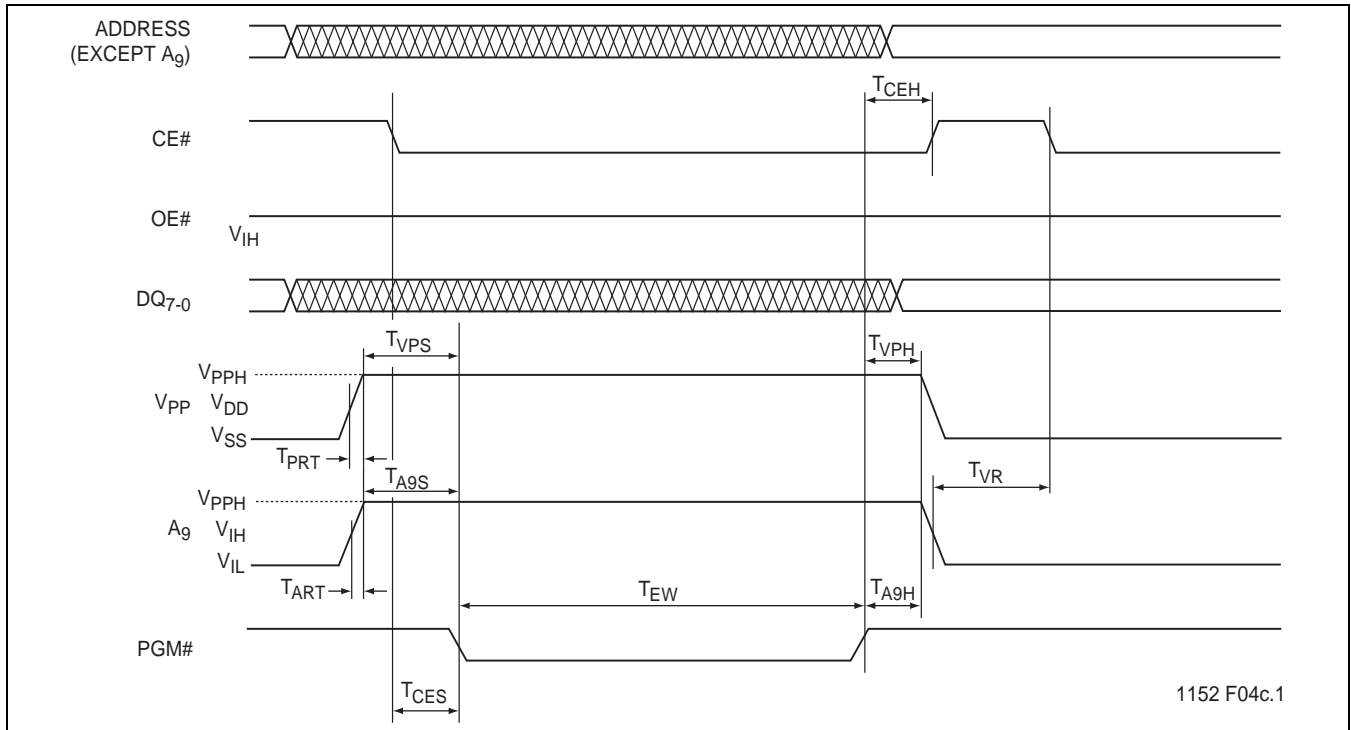 ADDRESS
(EXCEPT A9)
TCEH
CE#
OE#
VIH
DQ7-0
TVPS
TVPH
VPPH
VPP VDD
VSS
TPRT
TA9S
TVR
VPPH
A9 VIH
VIL
TART
TEW
TA9H
PGM#
TCES
1152 F04c.1